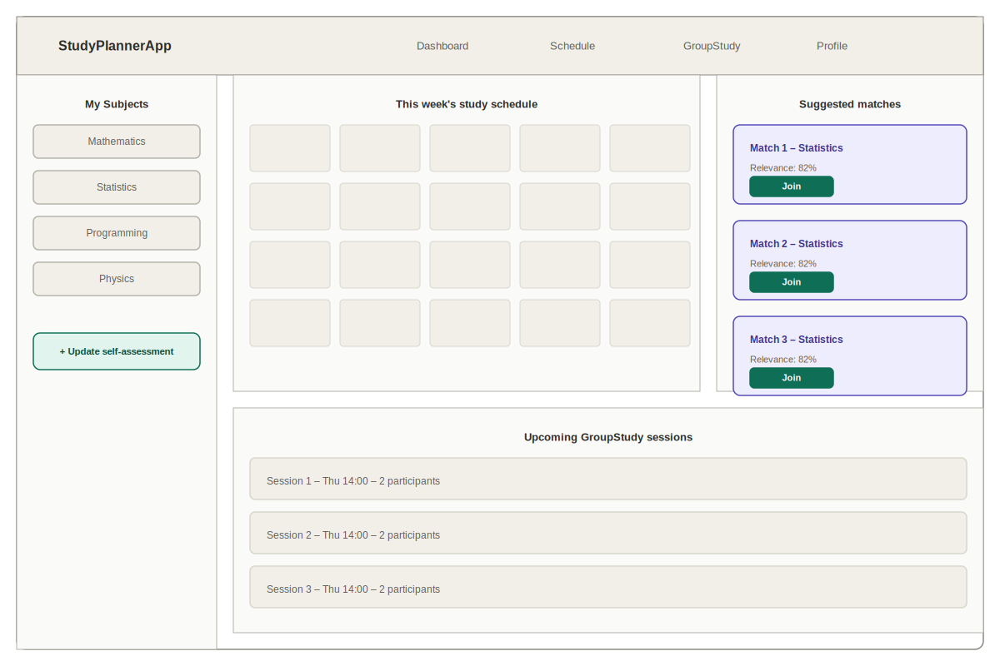 StudyPlannerApp
Dashboard
Schedule
GroupStudy
Profile
My Subjects
Mathematics
Statistics
Programming
Physics
+ Update self-assessment
This week's study schedule
Suggested matches
Match 1 – Statistics
Relevance: 82%
Join
Match 2 – Statistics
Relevance: 82%
Join
Match 3 – Statistics
Relevance: 82%
Join
Upcoming GroupStudy sessions
Session 1 – Thu 14:00 – 2 participants
Session 2 – Thu 14:00 – 2 participants
Session 3 – Thu 14:00 – 2 participants